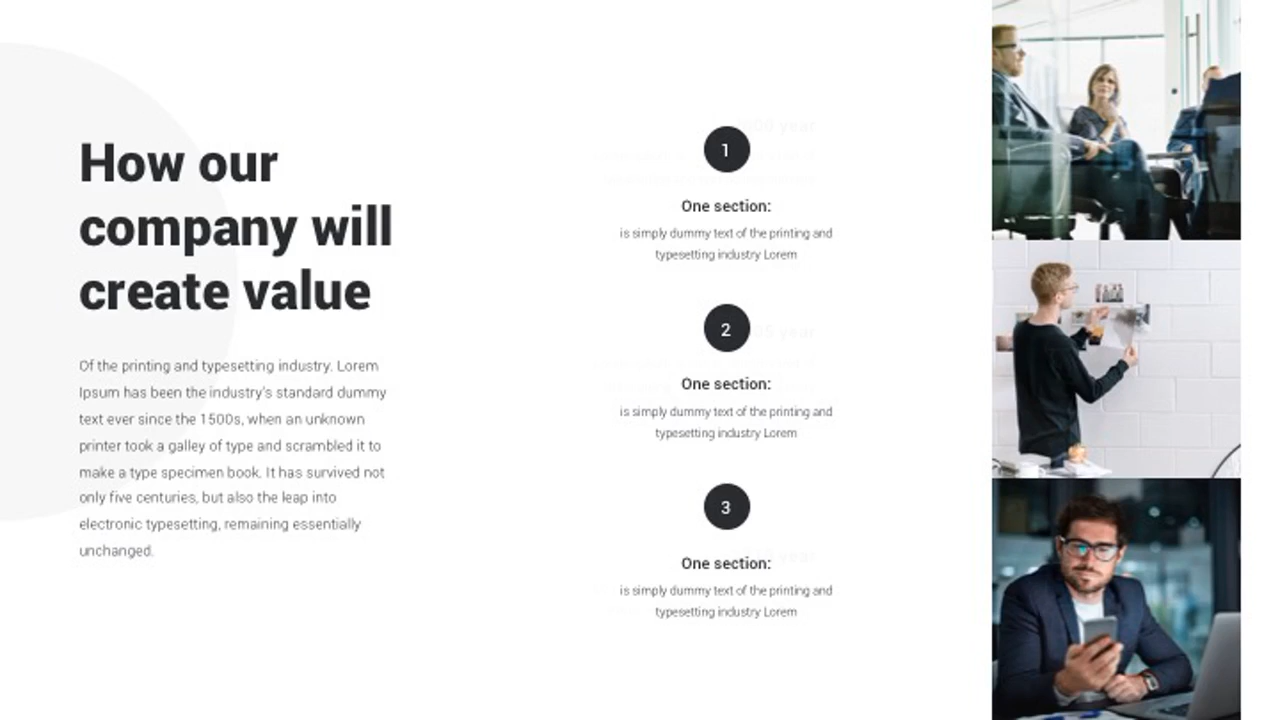 How our
company will
create value
Of the printing and typesetting industry. Lorem
Ipsum has been the industry's standard dummy
text ever since the 1500s, when an unknown
printer took a galley of type and scrambled it to
make a type specimen book. It has survived not
only five centuries, but also the leap into
electronic typesetting, remaining essentially
unchanged.
1
One section:
is simply dummy text of the printing and
typesetting industry Lorem
2
One section:
is simply dummy text of the printing and
typesetting industry Lorem
3
One section:
is simply dummy text of the printing and
typesetting industry Lorem